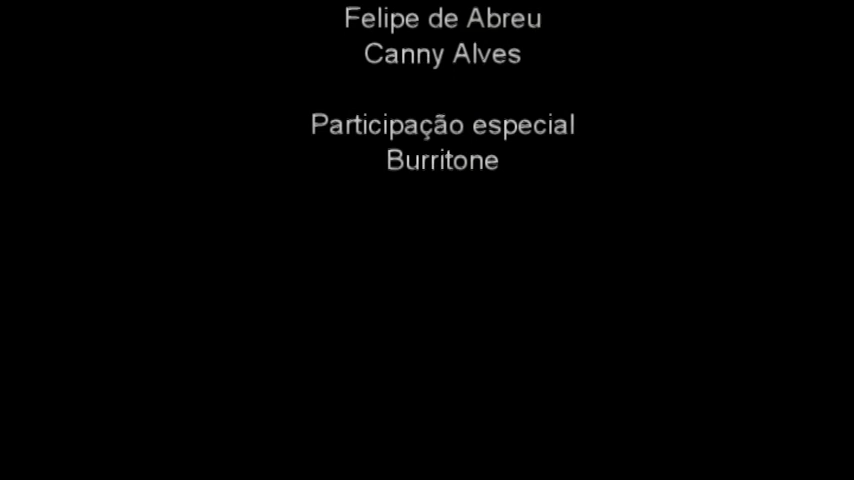 Felipe de Abreu
Canny Alves
Participação especial
Burritone